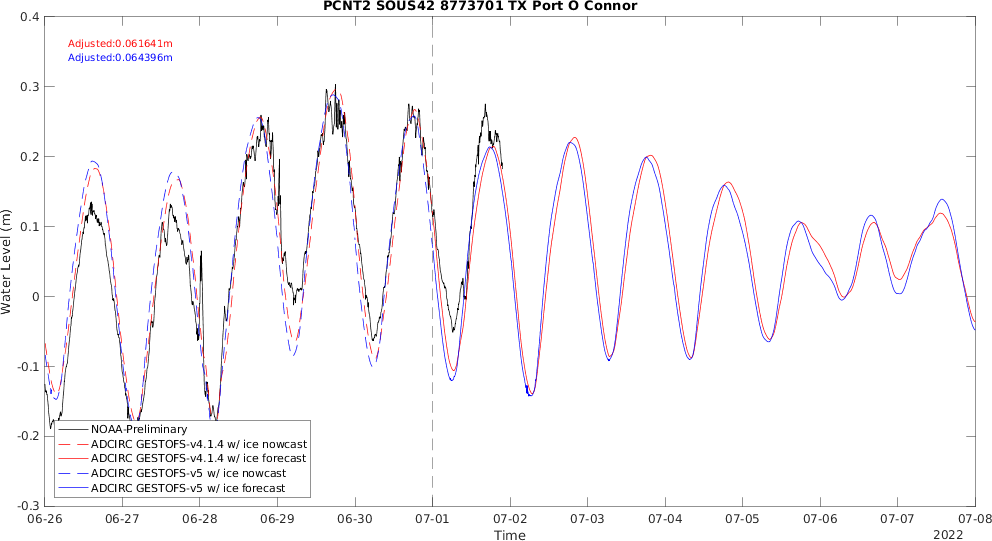 PCNT2 SOUS42 8773701 TX Port O Connor
Adjusted:0.061641m
Adjusted:0.064396m
0.4
0.3
0.2
0.1
0
-0.1
-0.2
-0.3
Water Level (m)
NOAA-Preliminary
ADCIRC GESTOFS-v4.1.4 w/ ice nowcast
ADCIRC GESTOFS-v4.1.4 w/ ice forecast
ADCIRC GESTOFS-v5 w/ ice nowcast
ADCIRC GESTOFS-v5 w/ ice forecast
06-26 06-27 06-28 06-29 06-30 07-01 07-02 07-03 07-04 07-05 07-06 07-07 07-08
Time
2022